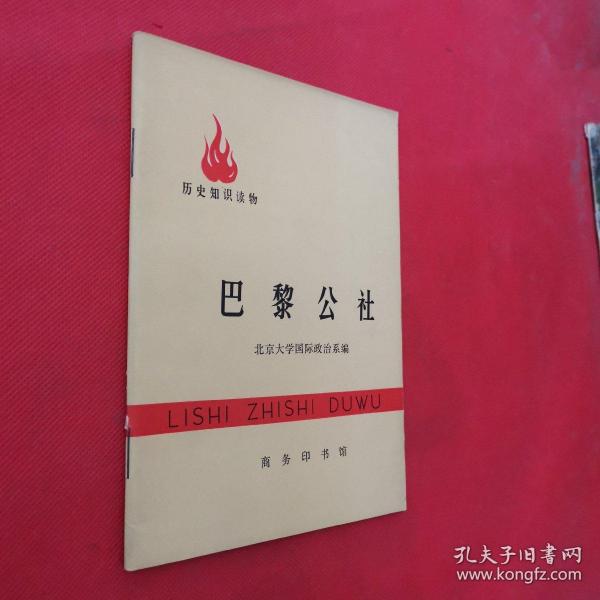 历史知识读物
巴黎公社
北京大学国际政治系编
LISHI ZHISHI DUWU
商务印书馆
孔夫子旧书网
www.kongfz.com